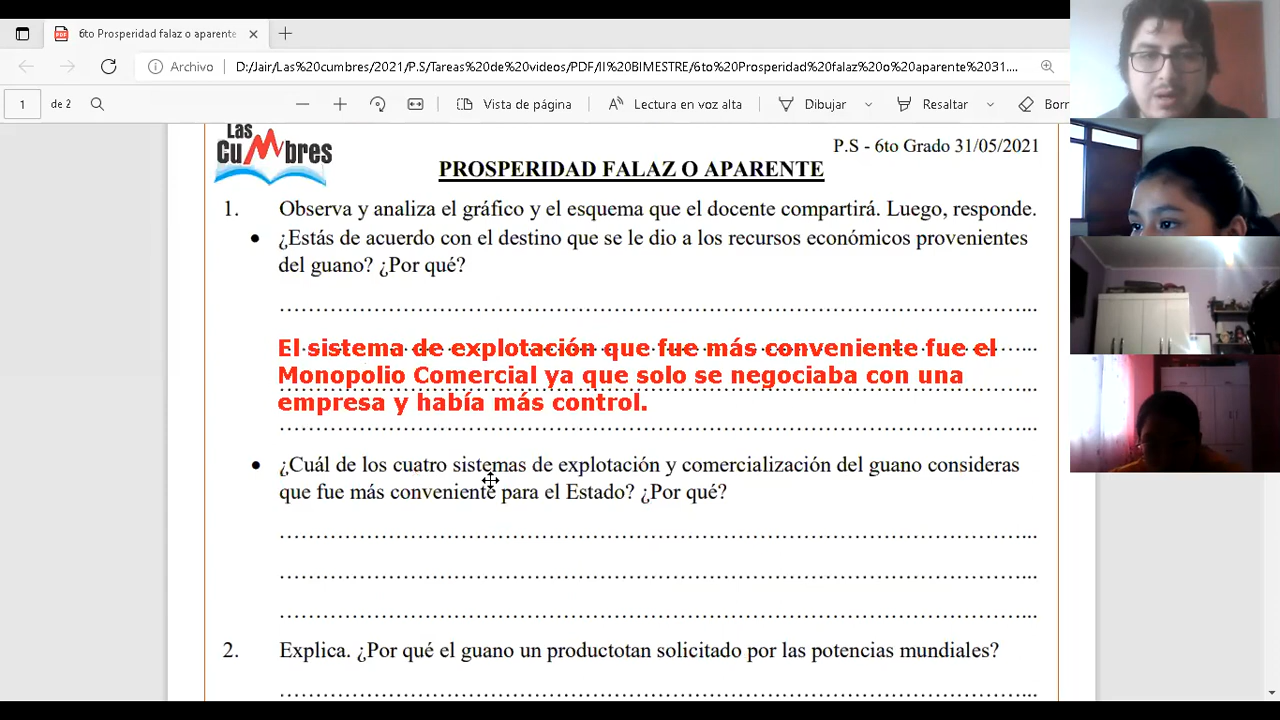 6to Prosperidad falaz o aparente
Archivo
D:/Jair/Las%20cumbres/2021/P.S/Tareas%20de%20videos/PDF/II%20BIMESTRE/6to%20Prosperidad%20falaz%20o%20aparente%2031....
1 de 2
Vista de página
Lectura en voz alta
Dibujar
Resaltar
Borr
Las
Cumbres
P.S - 6to Grado 31/05/2021
PROSPERIDAD FALAZ O APARENTE
1. Observa y analiza el gráfico y el esquema que el docente compartirá. Luego, responde.
• ¿Estás de acuerdo con el destino que se le dio a los recursos económicos provenientes
del guano? ¿Por qué?
El sistema de explotación que fue más conveniente fue el
Monopolio Comercial ya que solo se negociaba con una
empresa y había más control.
• ¿Cuál de los cuatro sistemas de explotación y comercialización del guano consideras
que fue más conveniente para el Estado? ¿Por qué?
2. Explica. ¿Por qué el guano un productotan solicitado por las potencias mundiales?